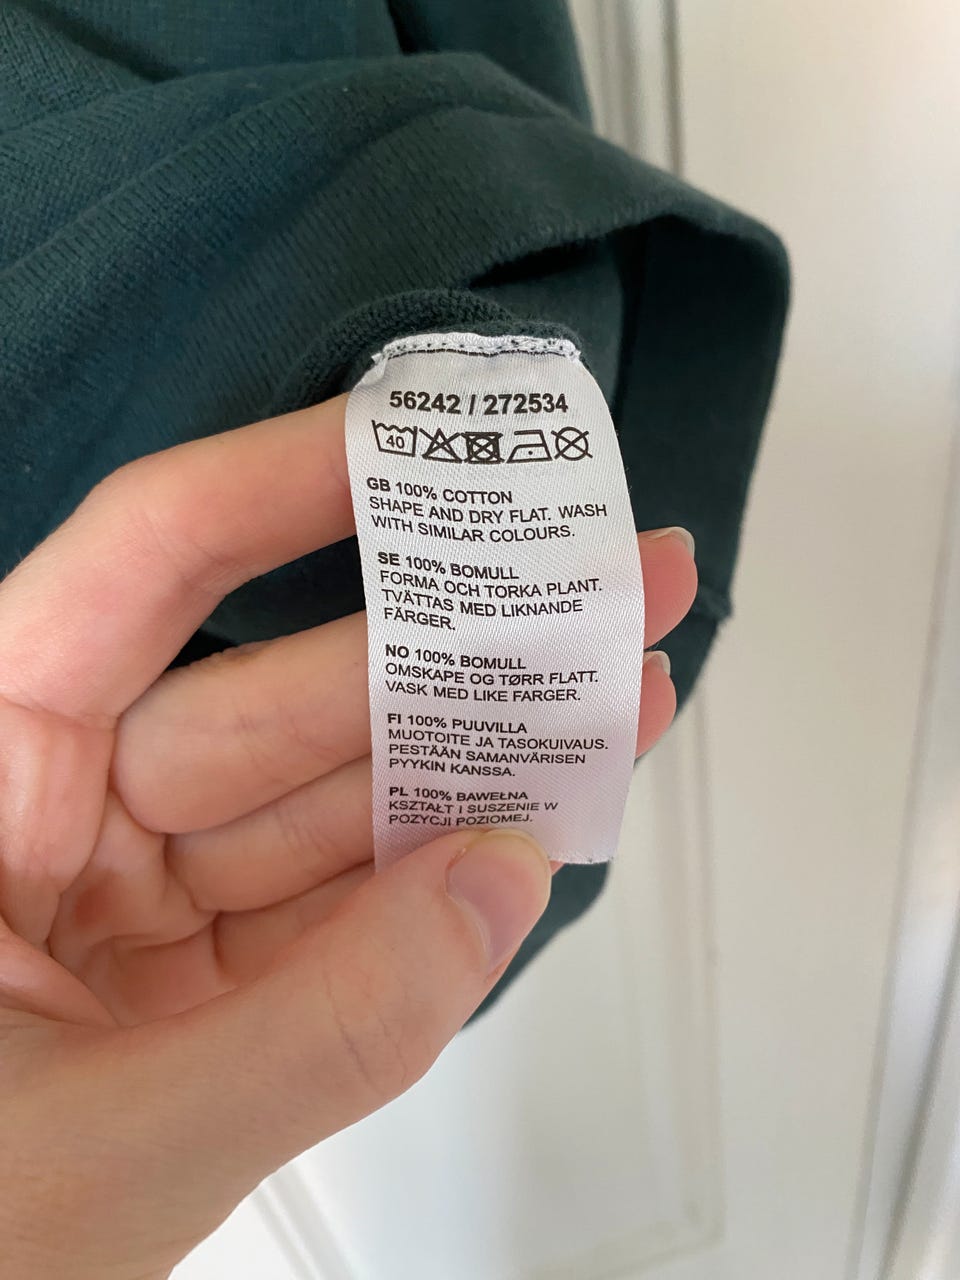 56242 / 272534
40
GB 100% COTTON
SHAPE AND DRY FLAT. WASH
WITH SIMILAR COLOURS.
SE 100% BOMULL
FORMA OCH TORKA PLANT.
TVÄTTAS MED LIKNANDE
FÄRGER.
NO 100% BOMULL
OMSKAPE OG TØRR FLATT.
VASK MED LIKE FARGER.
FI 100% PUUVILLA
MUOTOITE JA TASOKUIVAUS.
PESTÄÄN SAMANVÄRISEN
PYYKIN KANSSA.
PL 100% BAWEŁNA
KSZTAŁT I SUSZENIE W
POZYCJI POZIOMEJ.